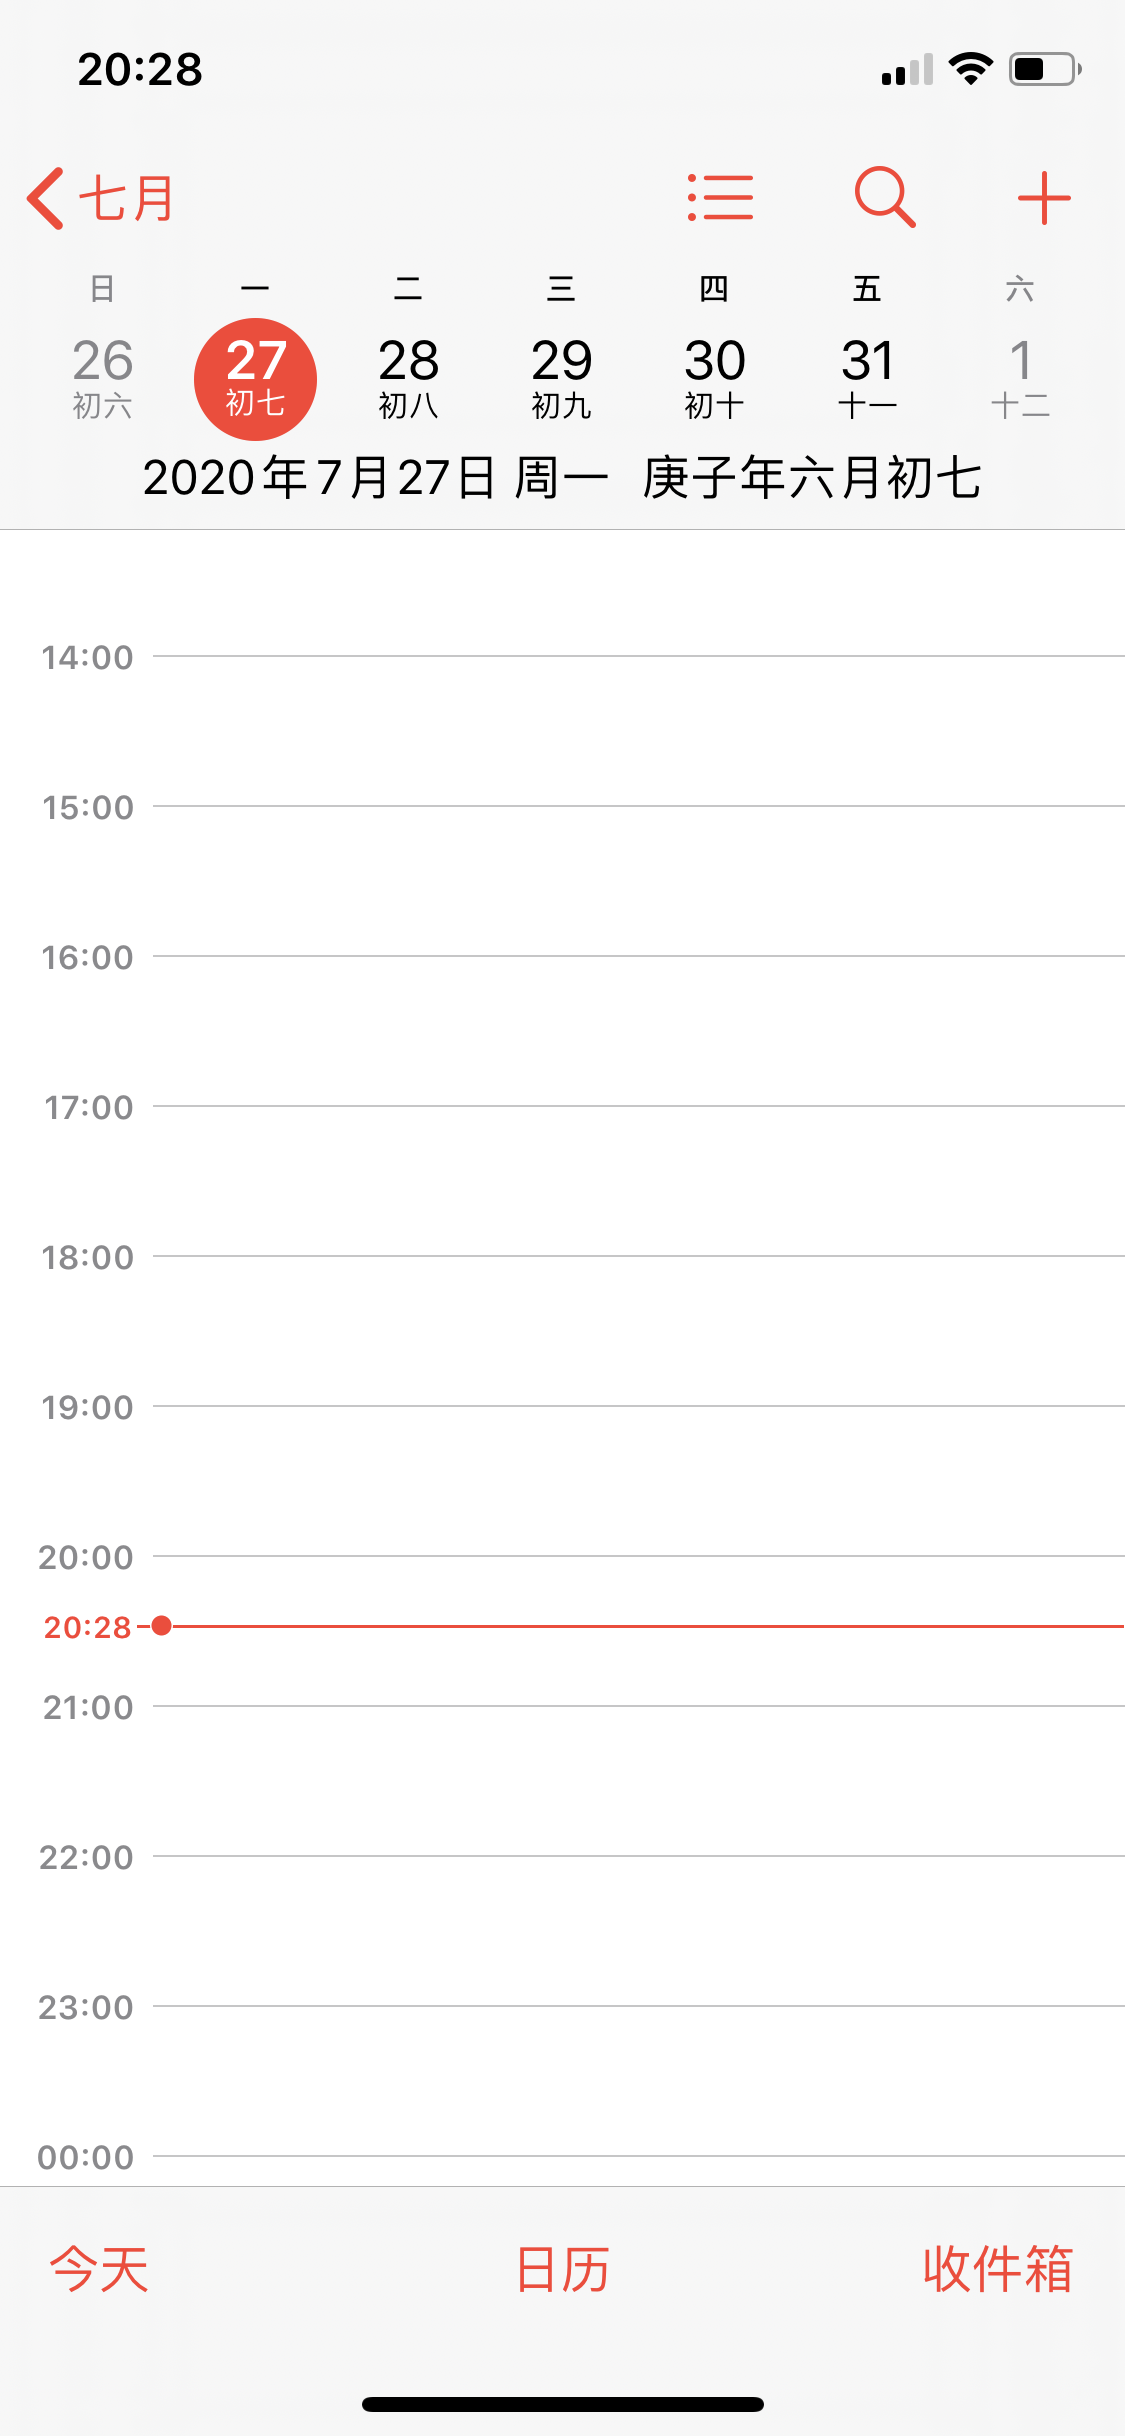 20:28
七月
日 一 二 三 四 五 六
26 27 28 29 30 31 1
初六 初七 初八 初九 初十 十一 十二
2020年7月27日 周一 庚子年六月初七
14:00
15:00
16:00
17:00
18:00
19:00
20:00
20:28
21:00
22:00
23:00
00:00
今天 日历 收件箱